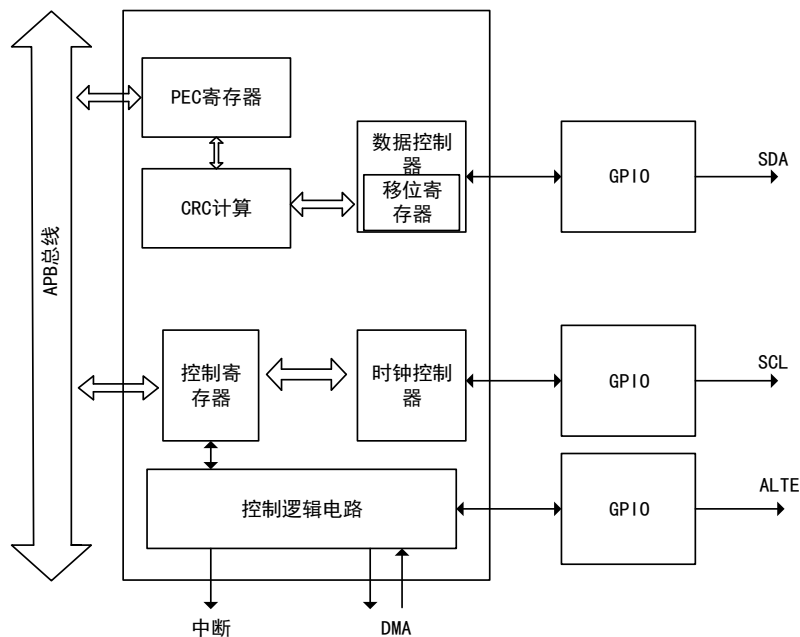 APB总线
PEC寄存器
CRC计算
数据控制
器
移位寄
存器
GPIO
SDA
控制寄
存器
时钟控制
器
GPIO
SCL
控制逻辑电路
GPIO
ALTE
中断
DMA